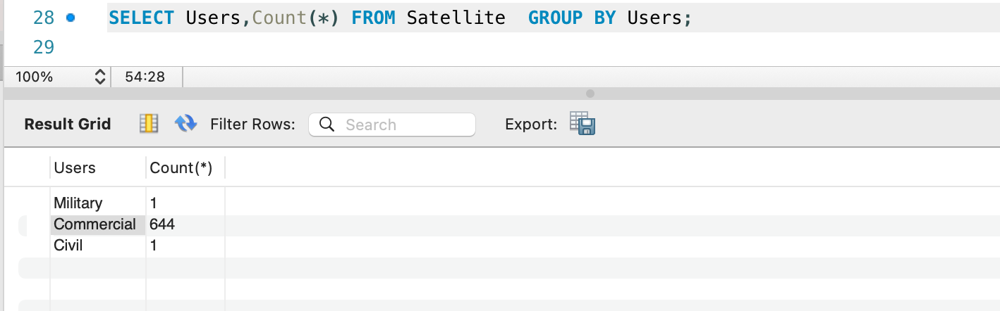 28 SELECT Users,Count(*) FROM Satellite  GROUP BY Users;
29
100% 54:28
Result Grid Filter Rows: Search Export:
Users Count(*)
Military 1
Commercial 644
Civil 1